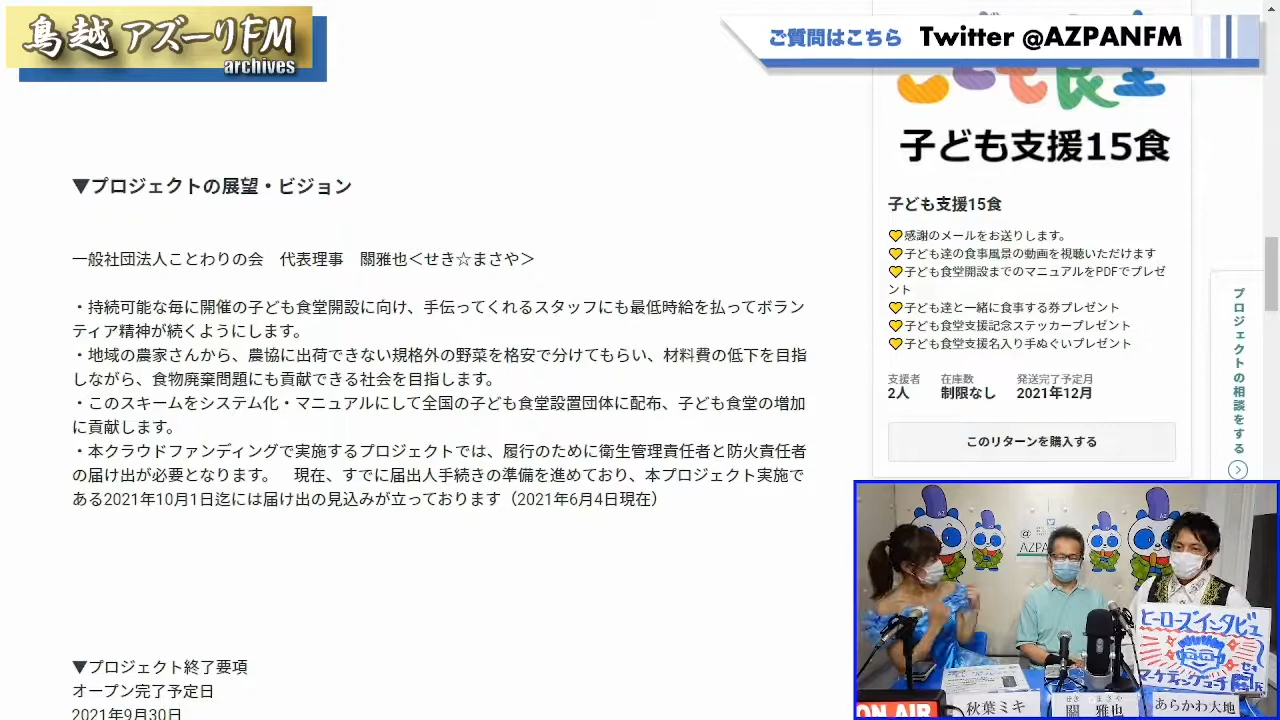 鳥越アズーリFM
archives
ご質問はこちら Twitter @AZPANFM
こども食堂
子ども支援15食
▼プロジェクトの展望・ビジョン
一般社団法人ことわりの会　代表理事　關雅也＜せき☆まさや＞
・持続可能な毎に開催の子ども食堂開設に向け、手伝ってくれるスタッフにも最低時給を払ってボラン
ティア精神が続くようにします。
・地域の農家さんから、農協に出荷できない規格外の野菜を格安で分けてもらい、材料費の低下を目指
しながら、食物廃棄問題にも貢献できる社会を目指します。
・このスキームをシステム化・マニュアルにして全国の子ども食堂設置団体に配布、子ども食堂の増加
に貢献します。
・本クラウドファンディングで実施するプロジェクトでは、履行のために衛生管理責任者と防火責任者
の届け出が必要となります。　現在、すでに届出人手続きの準備を進めており、本プロジェクト実施で
ある2021年10月1日迄には届け出の見込みが立っております（2021年6月4日現在）
▼プロジェクト終了要項
オープン完了予定日
2021年9月30日
子ども支援15食
💛感謝のメールをお送りします。
💛子ども達の食事風景の動画を視聴いただけます
💛子ども食堂開設までのマニュアルをPDFでプレゼ
ント
💛子ども達と一緒に食事する券プレゼント
💛子ども食堂支援記念ステッカープレゼント
💛子ども食堂支援名入り手ぬぐいプレゼント
支援者 在庫数 発送完了予定月
2人 制限なし 2021年12月
このリターンを購入する
プロジェクトの相談をする
@
AZPA
ヒーローズインタビュ
ON AIR
秋葉ミキ
せき まさや
關 雅也
あらかわ大地